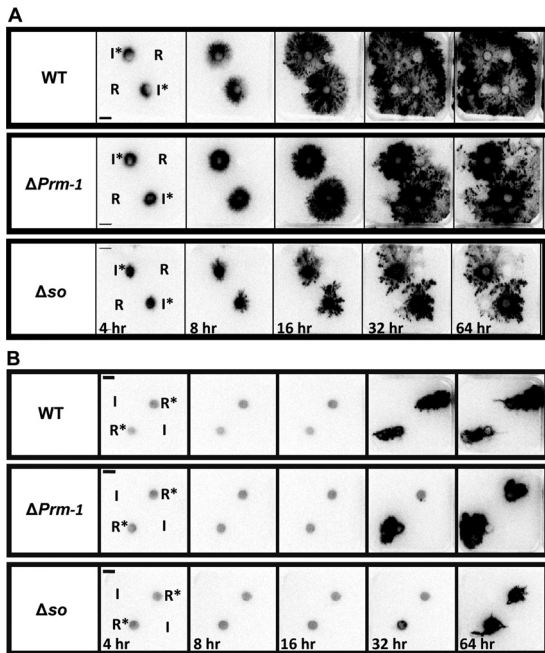 A
WT
I* R
R I*
ΔPrm-1
I* R
R I*
Δso
I* R
R I*
4 hr 8 hr 16 hr 32 hr 64 hr
B
WT
I R*
R* I
ΔPrm-1
I R*
R* I
Δso
I R*
R* I
4 hr 8 hr 16 hr 32 hr 64 hr